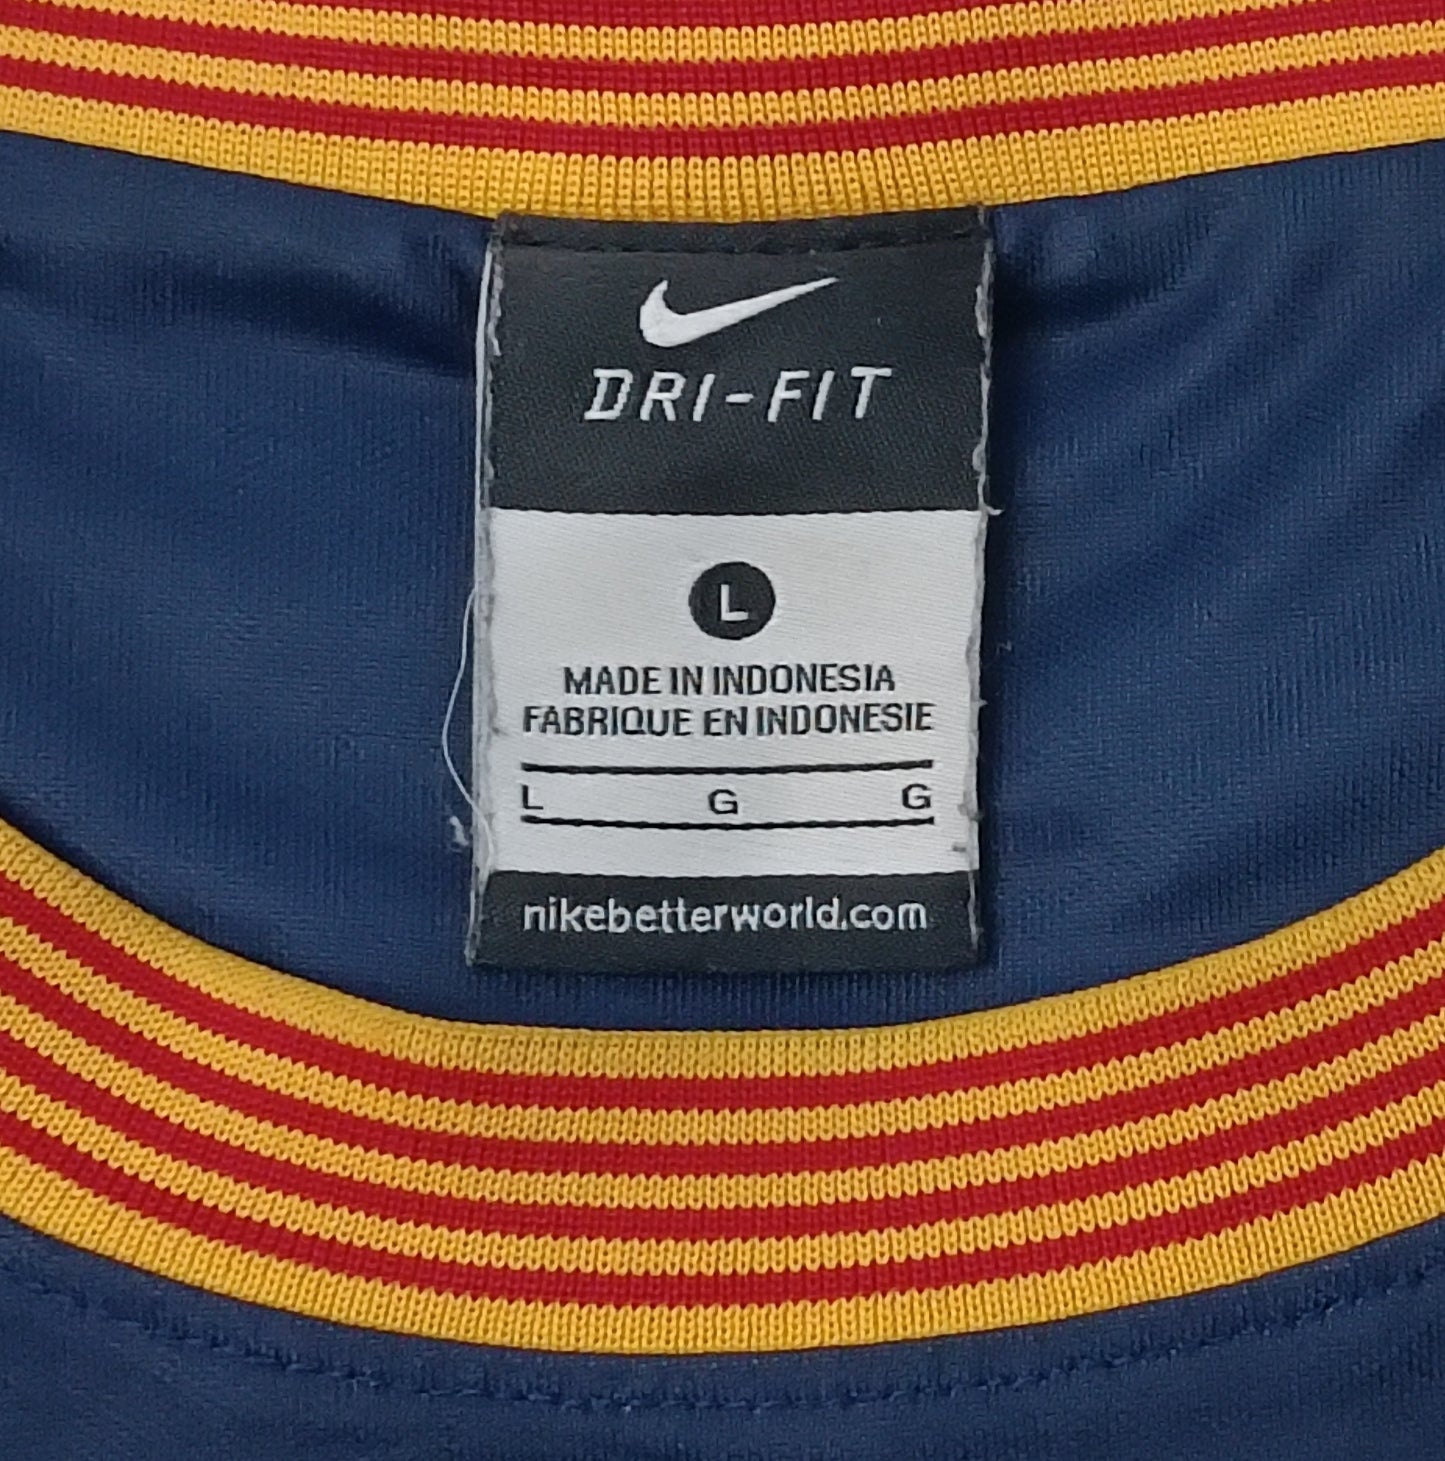 DRI-FIT
L
MADE IN INDONESIA
FABRIQUE EN INDONESIE
L G G
nikebetterworld.com